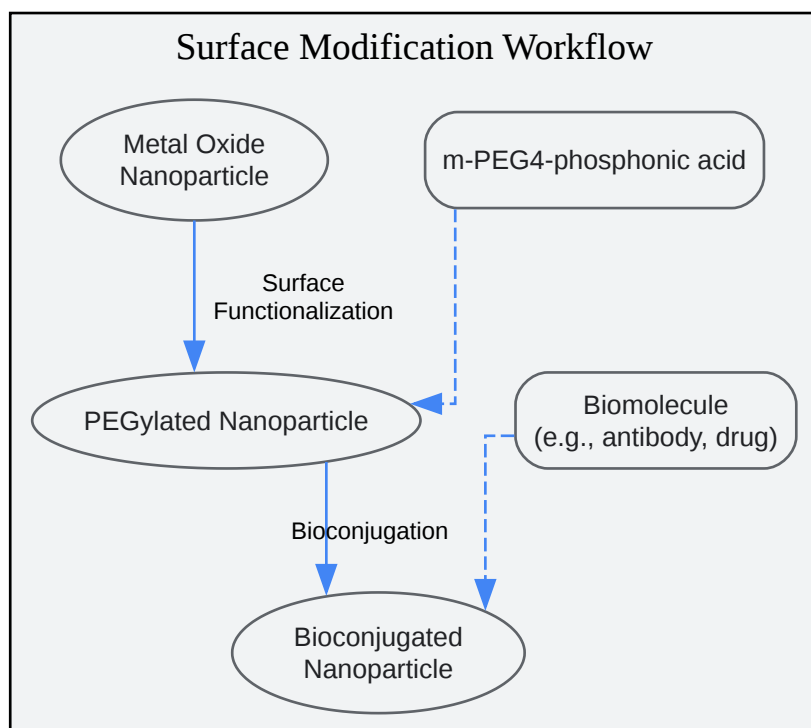 Surface Modification Workflow
Metal Oxide
Nanoparticle
m-PEG4-phosphonic acid
Surface
Functionalization
PEGylated Nanoparticle
Biomolecule
(e.g., antibody, drug)
Bioconjugation
Bioconjugated
Nanoparticle